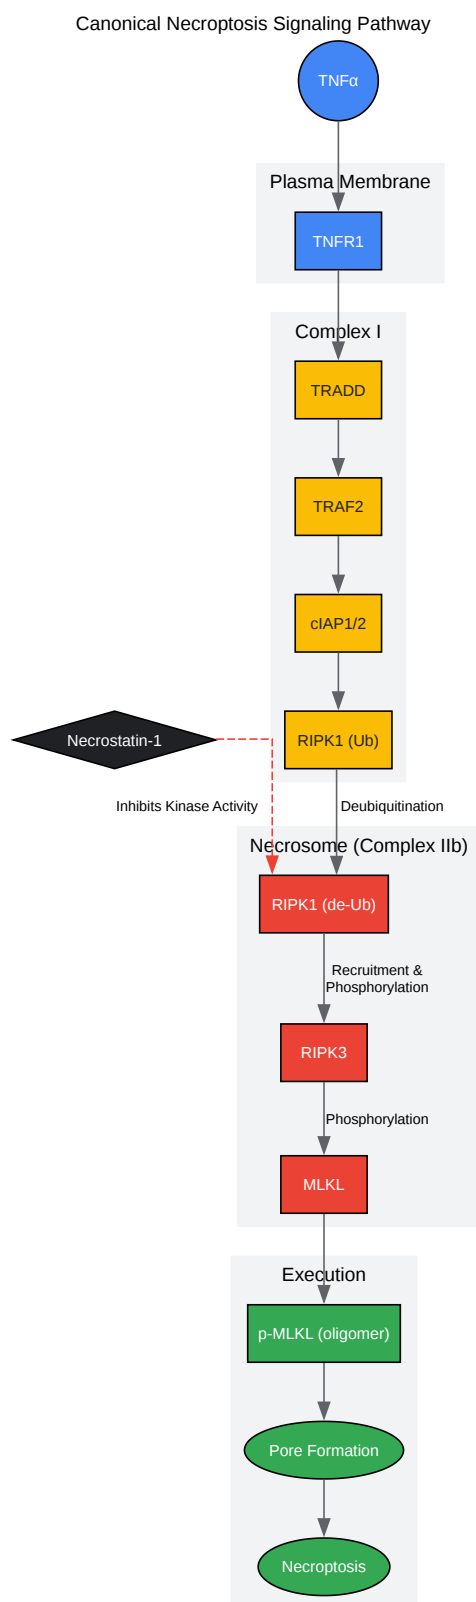 Canonical Necroptosis Signaling Pathway
TNFα
Plasma Membrane
TNFR1
Complex I
TRADD
TRAF2
cIAP1/2
RIPK1 (Ub)
Necrostatin-1
Inhibits Kinase Activity
Deubiquitination
Necrosome (Complex IIb)
RIPK1 (de-Ub)
Recruitment &
Phosphorylation
RIPK3
Phosphorylation
MLKL
Execution
p-MLKL (oligomer)
Pore Formation
Necroptosis